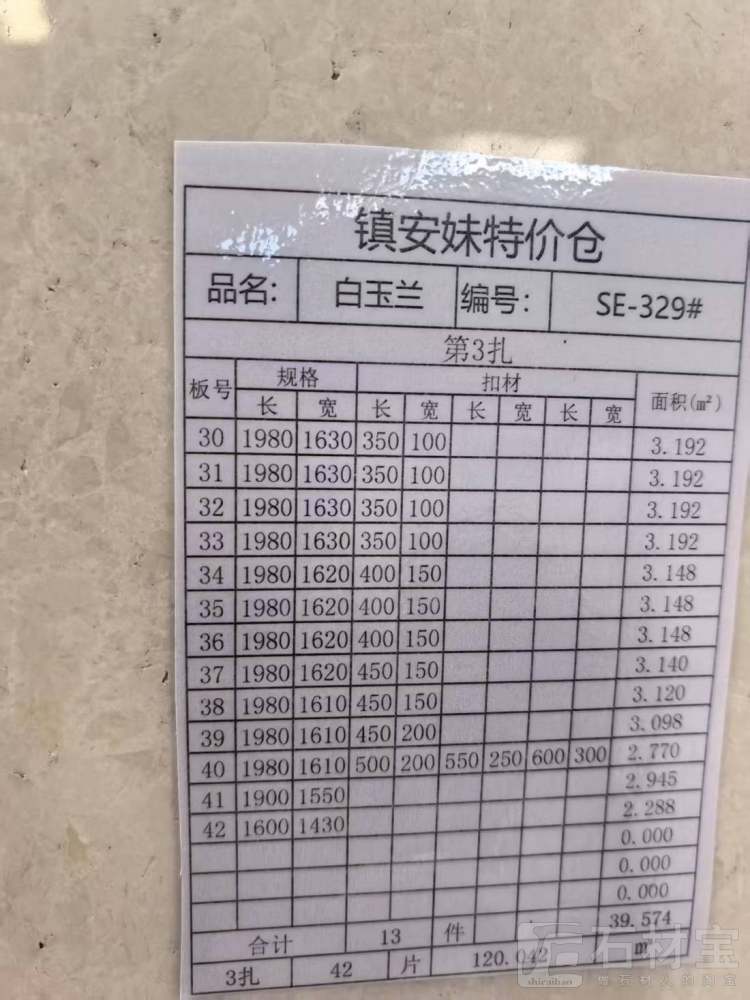 镇安妹特价仓
品名: 白玉兰 编号: SE-329#
第3扎
板号 规格 扣材 面积(㎡)
长 宽 长 宽 长 宽 长 宽
30 1980 1630 350 100 3.192
31 1980 1630 350 100 3.192
32 1980 1630 350 100 3.192
33 1980 1630 350 100 3.192
34 1980 1620 400 150 3.148
35 1980 1620 400 150 3.148
36 1980 1620 400 150 3.148
37 1980 1620 450 150 3.140
38 1980 1610 450 150 3.120
39 1980 1610 450 200 3.098
40 1980 1610 500 200 550 250 600 300 2.770
41 1900 1550 2.945
42 1600 1430 2.288
0.000
0.000
0.000
合计 13 件 39.574
3扎 42 片 120.042 ㎡
石材宝
shicaibao